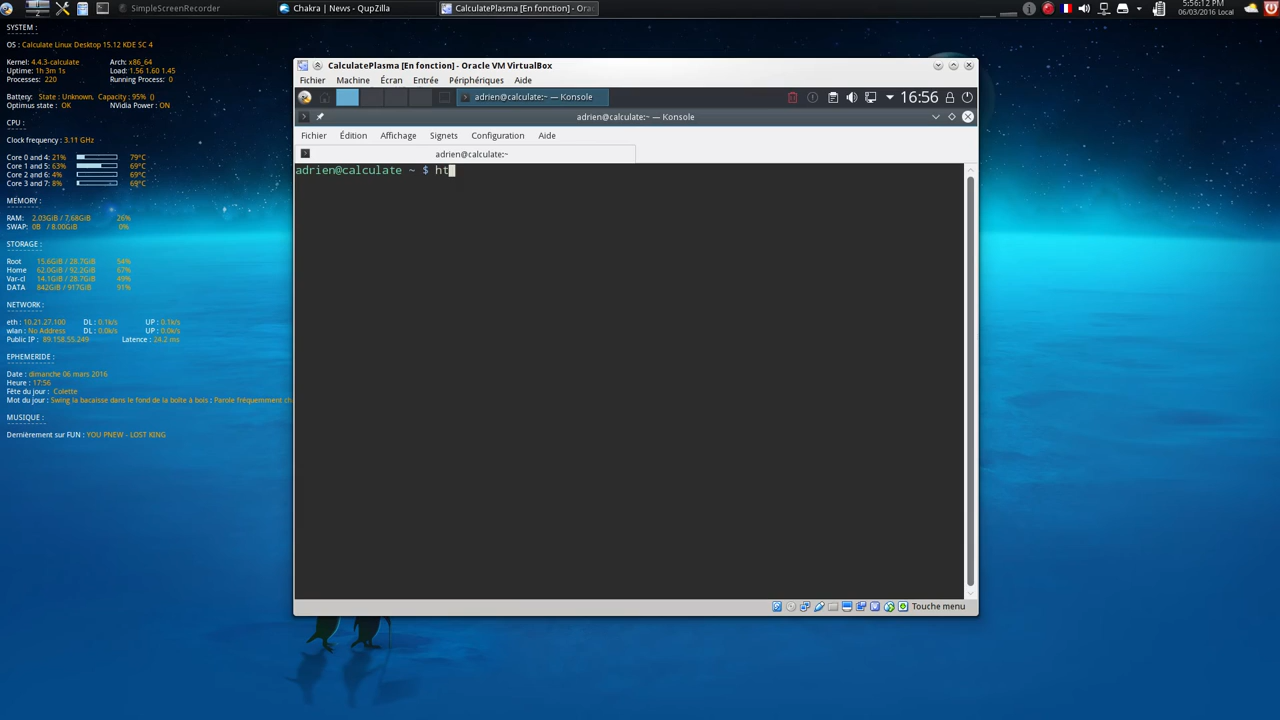 SimpleScreenRecorder
Chakra | News - QupZilla
CalculatePlasma [En fonction] - Orac
5:56:12 PM
06/03/2016 Local
SYSTEM :
OS : Calculate Linux Desktop 15.12 KDE SC 4
Kernel: 4.4.3-calculate Arch: x86_64
Uptime: 1h 3m 1s Load: 1.56 1.60 1.45
Processes: 220 Running Process: 0
Battery: State : Unknown, Capacity : 95% ()
Optimus state : OK NVidia Power : ON
CPU :
Clock frequency : 3.11 GHz
Core 0 and 4: 21% 79°C
Core 1 and 5: 63% 69°C
Core 2 and 6: 4% 69°C
Core 3 and 7: 8% 69°C
MEMORY :
RAM: 2.03GiB / 7.68GiB 26%
SWAP: 0B / 8.00GiB 0%
STORAGE :
Root 15.6GiB / 28.7GiB 54%
Home 62.0GiB / 92.2GiB 67%
Var-cl 14.1GiB / 28.7GiB 49%
DATA 842GiB / 917GiB 91%
NETWORK :
eth : 10.21.27.100 DL : 0.1k/s UP : 0.1k/s
wlan : No Address DL : 0.0k/s UP : 0.0k/s
Public IP : 89.158.55.249 Latence : 24.2 ms
EPHEMERIDE :
Date : dimanche 06 mars 2016
Heure : 17:56
Fête du jour : Colette
Mot du jour : Swing la bacaisse dans le fond de la boîte à bois : Parole fréquemment ch
MUSIQUE :
Dernièrement sur FUN : YOU PNEW - LOST KING
CalculatePlasma [En fonction] - Oracle VM VirtualBox
Fichier Machine Écran Entrée Périphériques Aide
adrien@calculate:~ — Konsole
16:56
adrien@calculate:~ — Konsole
Fichier Édition Affichage Signets Configuration Aide
adrien@calculate:~
adrien@calculate ~ $ ht
Touche menu